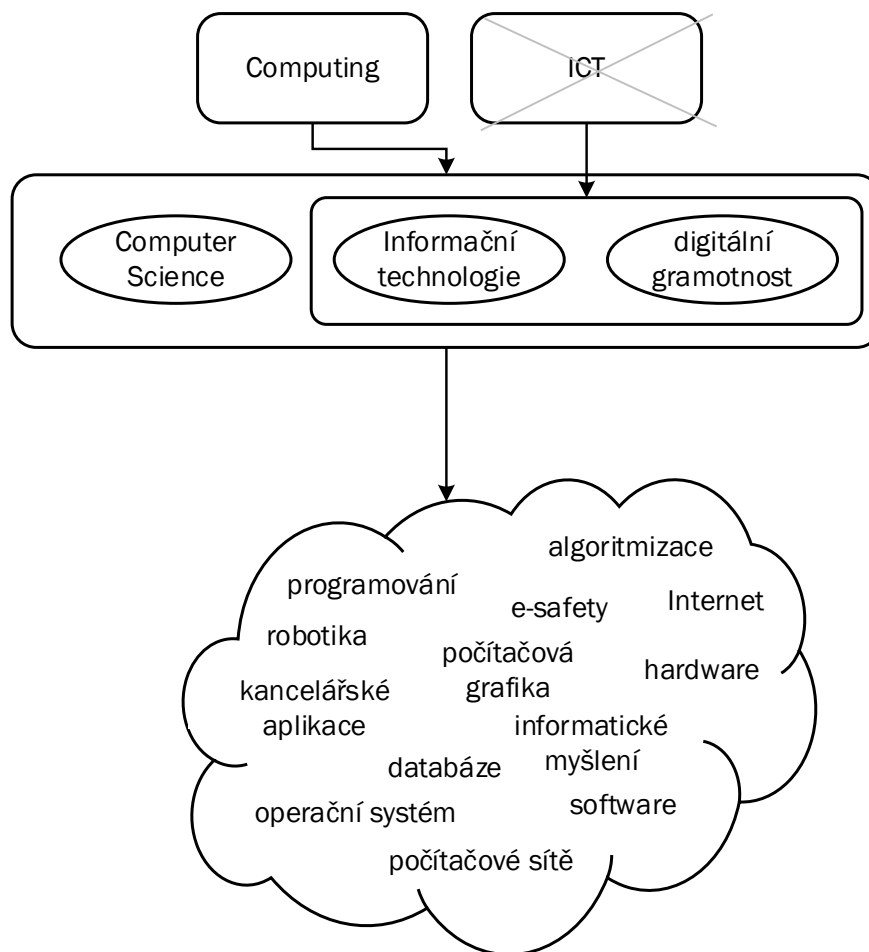 Computing
ICT
Computer
Science
Informační
technologie
digitální
gramotnost
algoritmizace
programování
e-safety
Internet
robotika
počítačová
grafika
hardware
kancelářské
aplikace
informatické
myšlení
databáze
operační systém
software
počítačové sítě